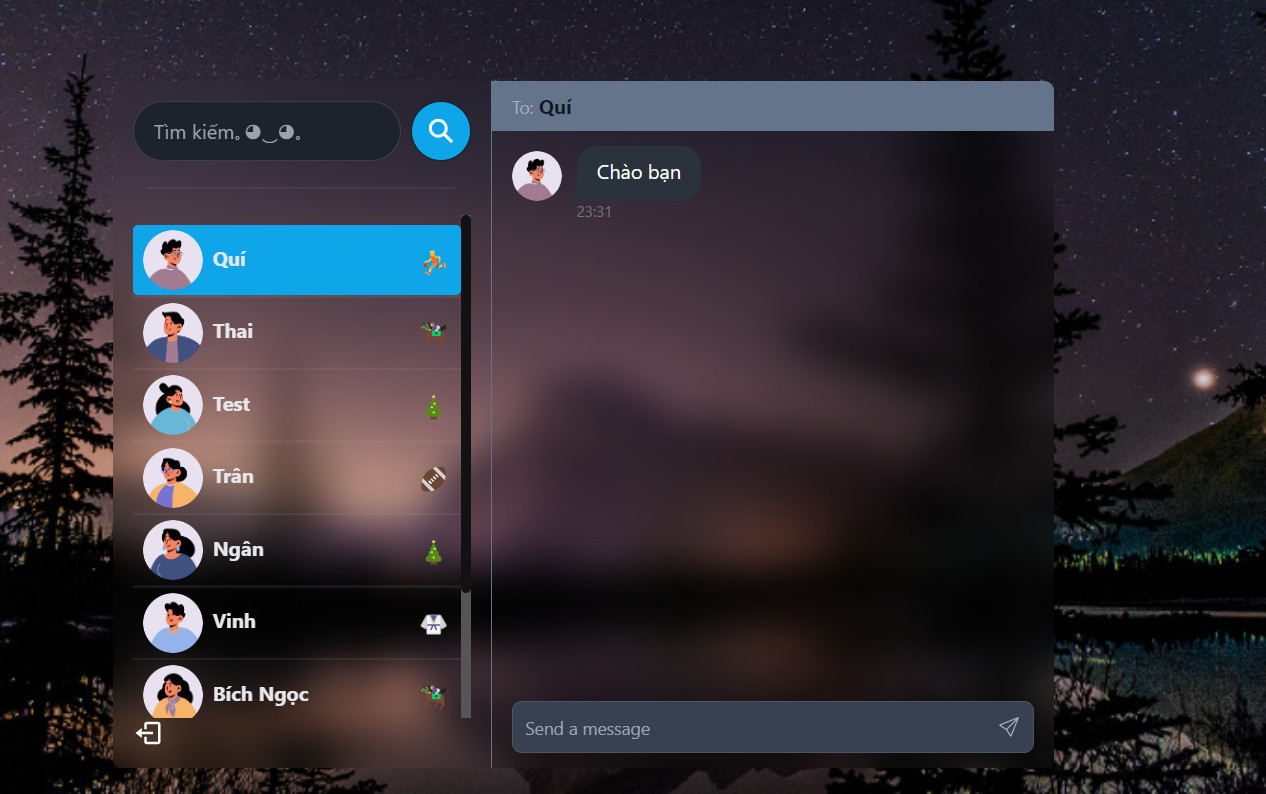 Tìm kiếm｡◕‿◕｡
To: Quí
Chào bạn
23:31
Quí
Thai
Test
Trân
Ngân
Vinh
Bích Ngọc
Send a message